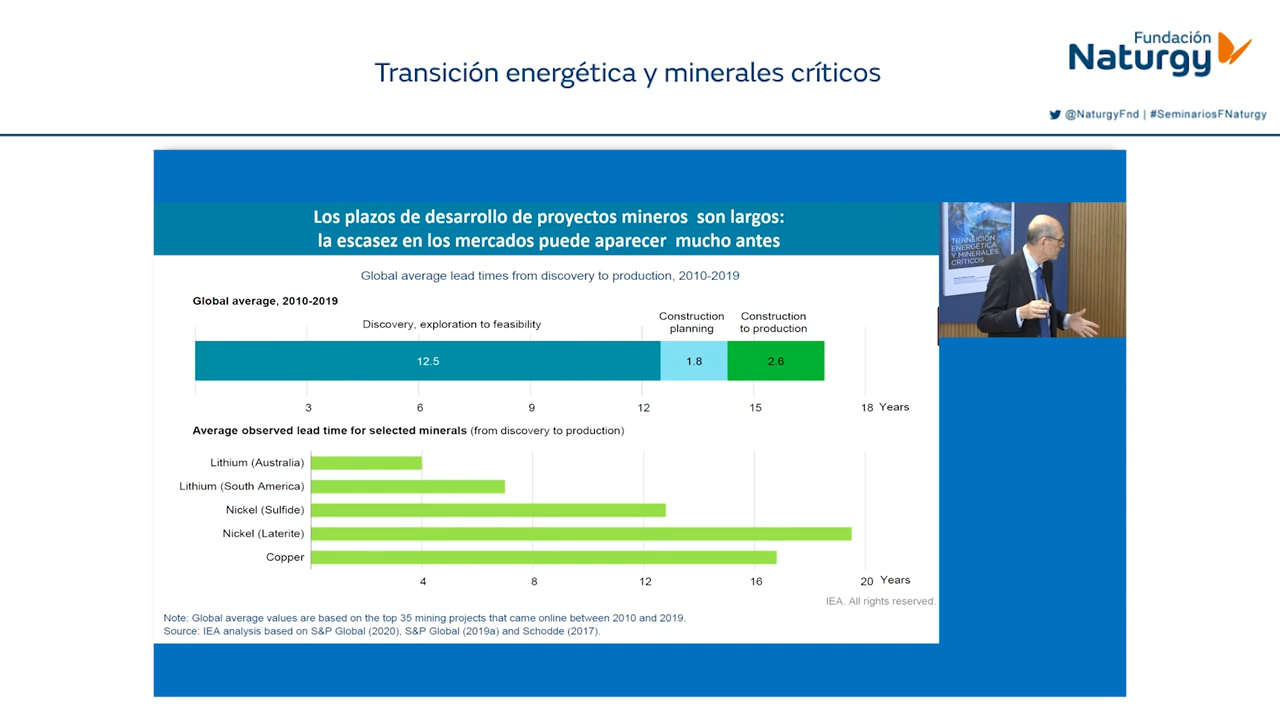 Transición energética y minerales críticos
Fundación
Naturgy
@NaturgyFnd | #SeminariosFNaturgy
Los plazos de desarrollo de proyectos mineros son largos:
la escasez en los mercados puede aparecer mucho antes
Global average lead times from discovery to production, 2010-2019
Global average, 2010-2019
Discovery, exploration to feasibility
Construction
planning
Construction
to production
12.5
1.8
2.6
3 6 9 12 15 18 Years
Average observed lead time for selected minerals (from discovery to production)
Lithium (Australia)
Lithium (South America)
Nickel (Sulfide)
Nickel (Laterite)
Copper
4 8 12 16 20 Years
IEA. All rights reserved.
Note: Global average values are based on the top 35 mining projects that came online between 2010 and 2019.
Source: IEA analysis based on S&P Global (2020), S&P Global (2019a) and Schodde (2017).
TRANSICIÓN
ENERGÉTICA
Y MINERALES
CRÍTICOS